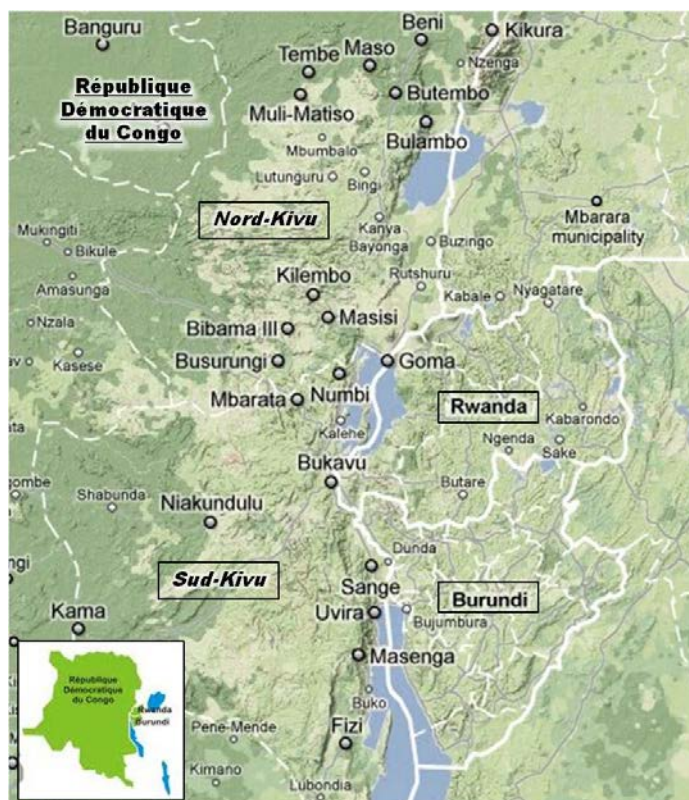 Banguru
Beni
Kikura
Tembe
Maso
Nzenga
République
Démocratique
du Congo
Muli-Matiso
Butembo
Bulambo
Mbumbalo
Lutunguru
Bingi
Nord-Kivu
Mbarara
municipality
Kanya
Bayonga
Buzingo
Mukingiti
Bikule
Amasunga
Kilembo
Rutshuru
Kabale
Nyagatare
Nzala
Bibama III
Masisi
Kasese
Busurungi
Goma
Numbi
Mbarata
Rwanda
Kabarondo
Kalehe
Ngenda
Sake
Bukavu
Shabunda
Butare
Niakundulu
Dunda
Sud-Kivu
Sange
Burundi
Uvira
Bujumbura
Kama
Masenga
Buko
Pene-Mende
Fizi
Kimano
Lubondia
République
Démocratique
du Congo
Rwanda
Burundi